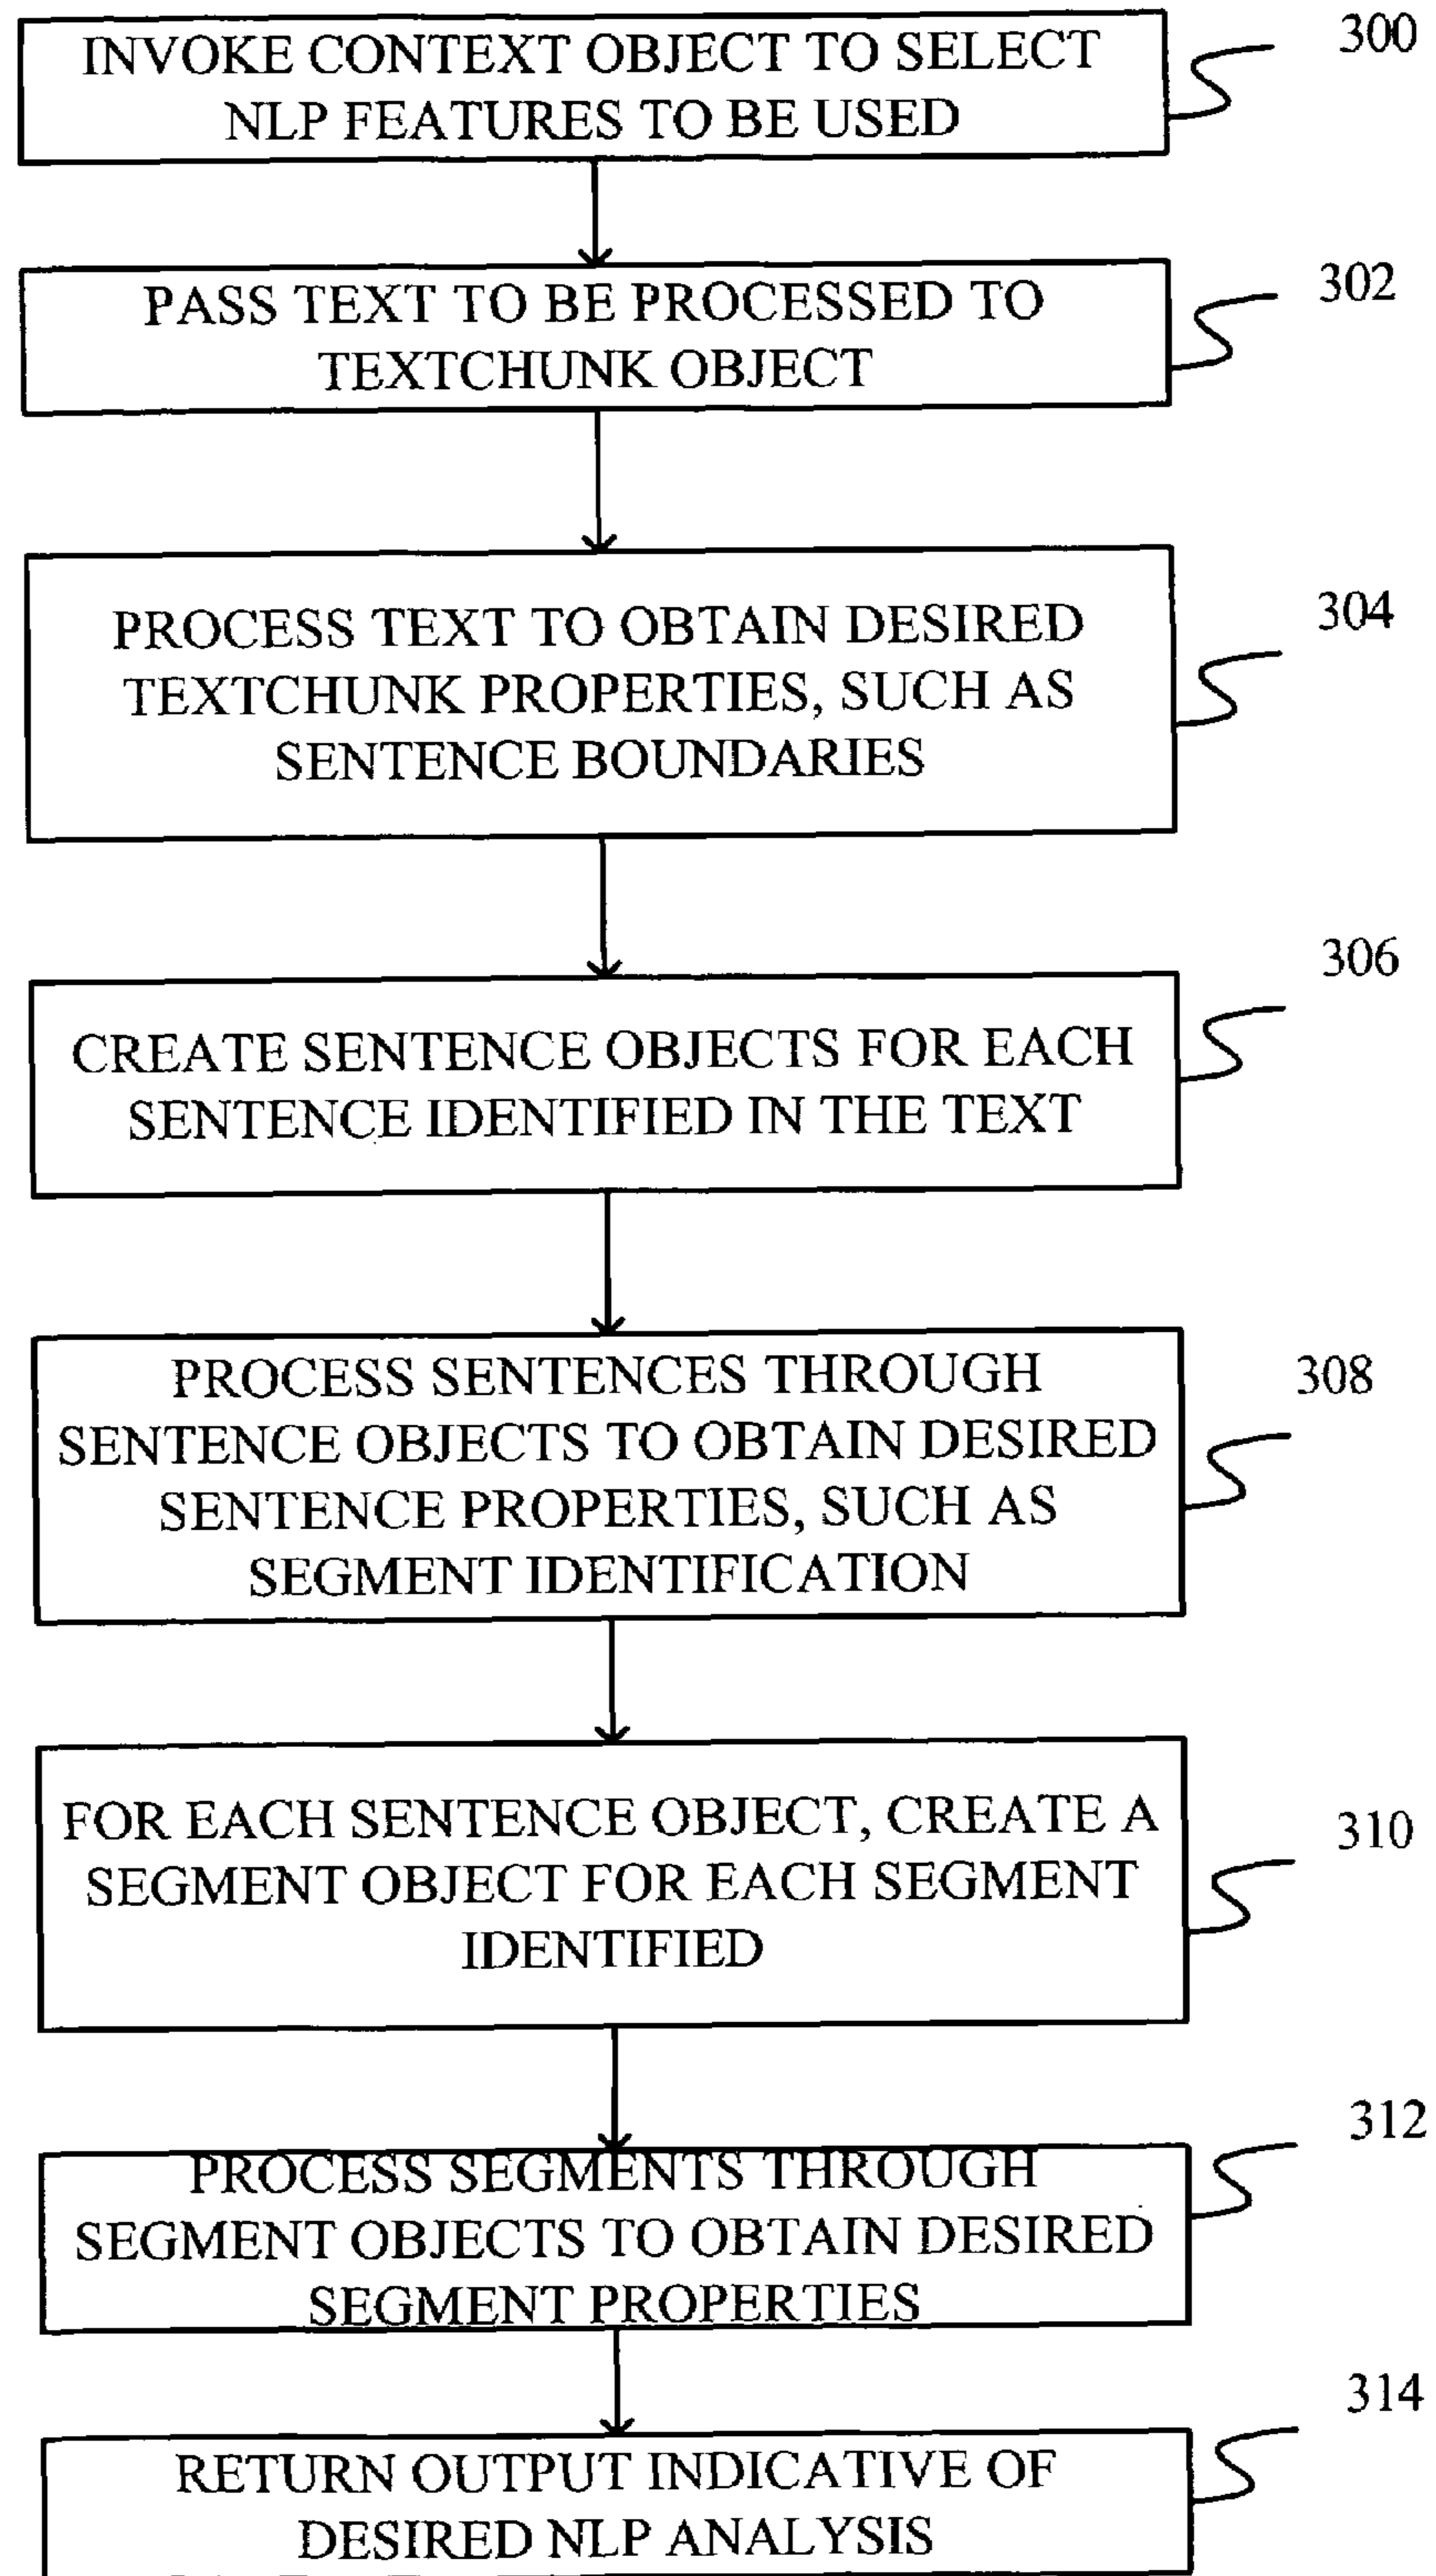 INVOKE CONTEXT OBJECT TO SELECT
NLP FEATURES TO BE USED
300
PASS TEXT TO BE PROCESSED TO
TEXTCHUNK OBJECT
302
PROCESS TEXT TO OBTAIN DESIRED
TEXTCHUNK PROPERTIES, SUCH AS
SENTENCE BOUNDARIES
304
CREATE SENTENCE OBJECTS FOR EACH
SENTENCE IDENTIFIED IN THE TEXT
306
PROCESS SENTENCES THROUGH
SENTENCE OBJECTS TO OBTAIN DESIRED
SENTENCE PROPERTIES, SUCH AS
SEGMENT IDENTIFICATION
308
FOR EACH SENTENCE OBJECT, CREATE A
SEGMENT OBJECT FOR EACH SEGMENT
IDENTIFIED
310
PROCESS SEGMENTS THROUGH
SEGMENT OBJECTS TO OBTAIN DESIRED
SEGMENT PROPERTIES
312
RETURN OUTPUT INDICATIVE OF
DESIRED NLP ANALYSIS
314